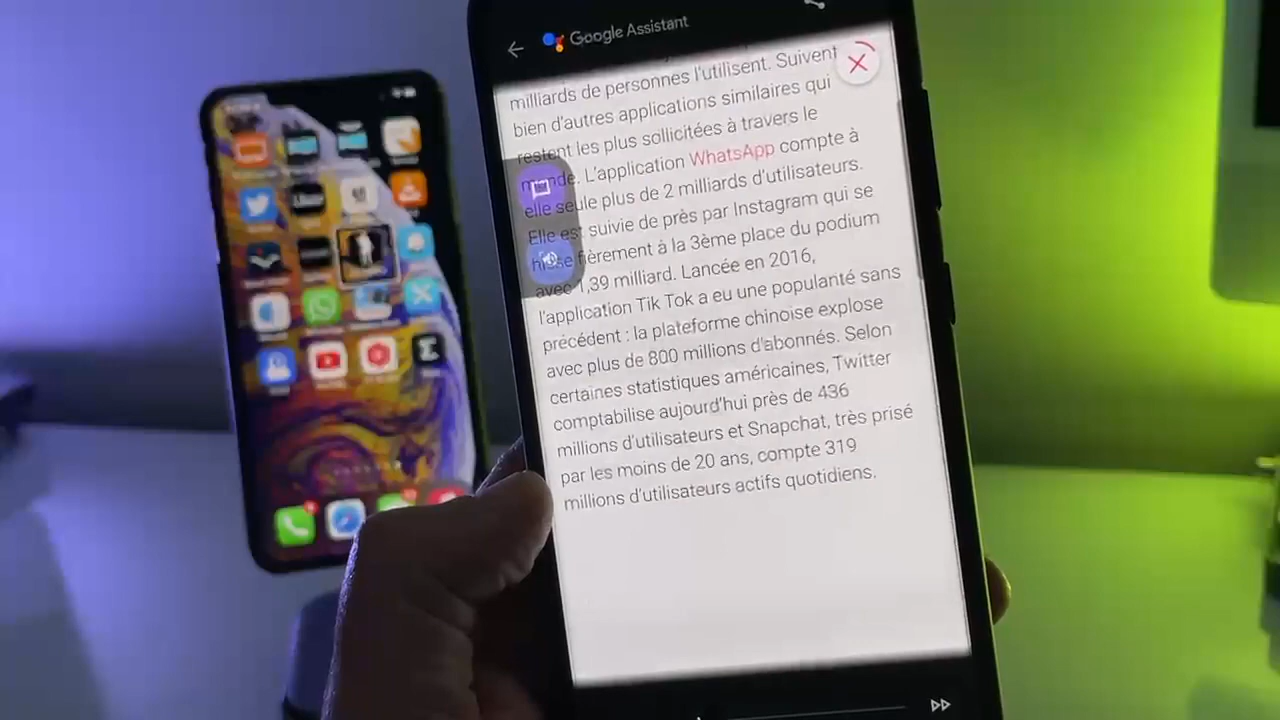 Google Assistant
milliards de personnes l'utilisent. Suivent
bien d'autres applications similaires qui
restent les plus sollicitées à travers le
monde. L'application WhatsApp compte à
elle seule plus de 2 milliards d'utilisateurs.
Elle est suivie de près par Instagram qui se
hisse fièrement à la 3ème place du podium
avec 1,39 milliard. Lancée en 2016,
l'application Tik Tok a eu une popularité sans
précédent : la plateforme chinoise explose
avec plus de 800 millions d'abonnés. Selon
certaines statistiques américaines, Twitter
comptabilise aujourd'hui près de 436
millions d'utilisateurs et Snapchat, très prisé
par les moins de 20 ans, compte 319
millions d'utilisateurs actifs quotidiens.